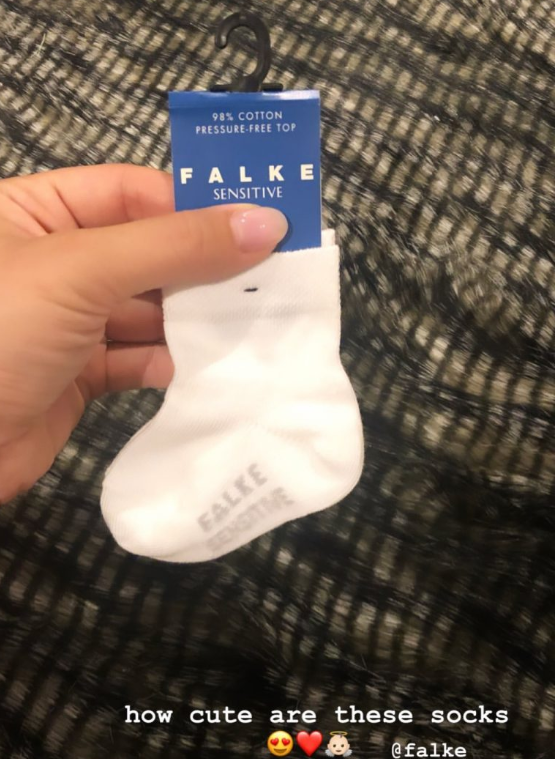 98% COTTON
PRESSURE-FREE TOP
FALKE
SENSITIVE
FALKE
SENSITIVE
how cute are these socks
😍❤️👼🏼 @falke